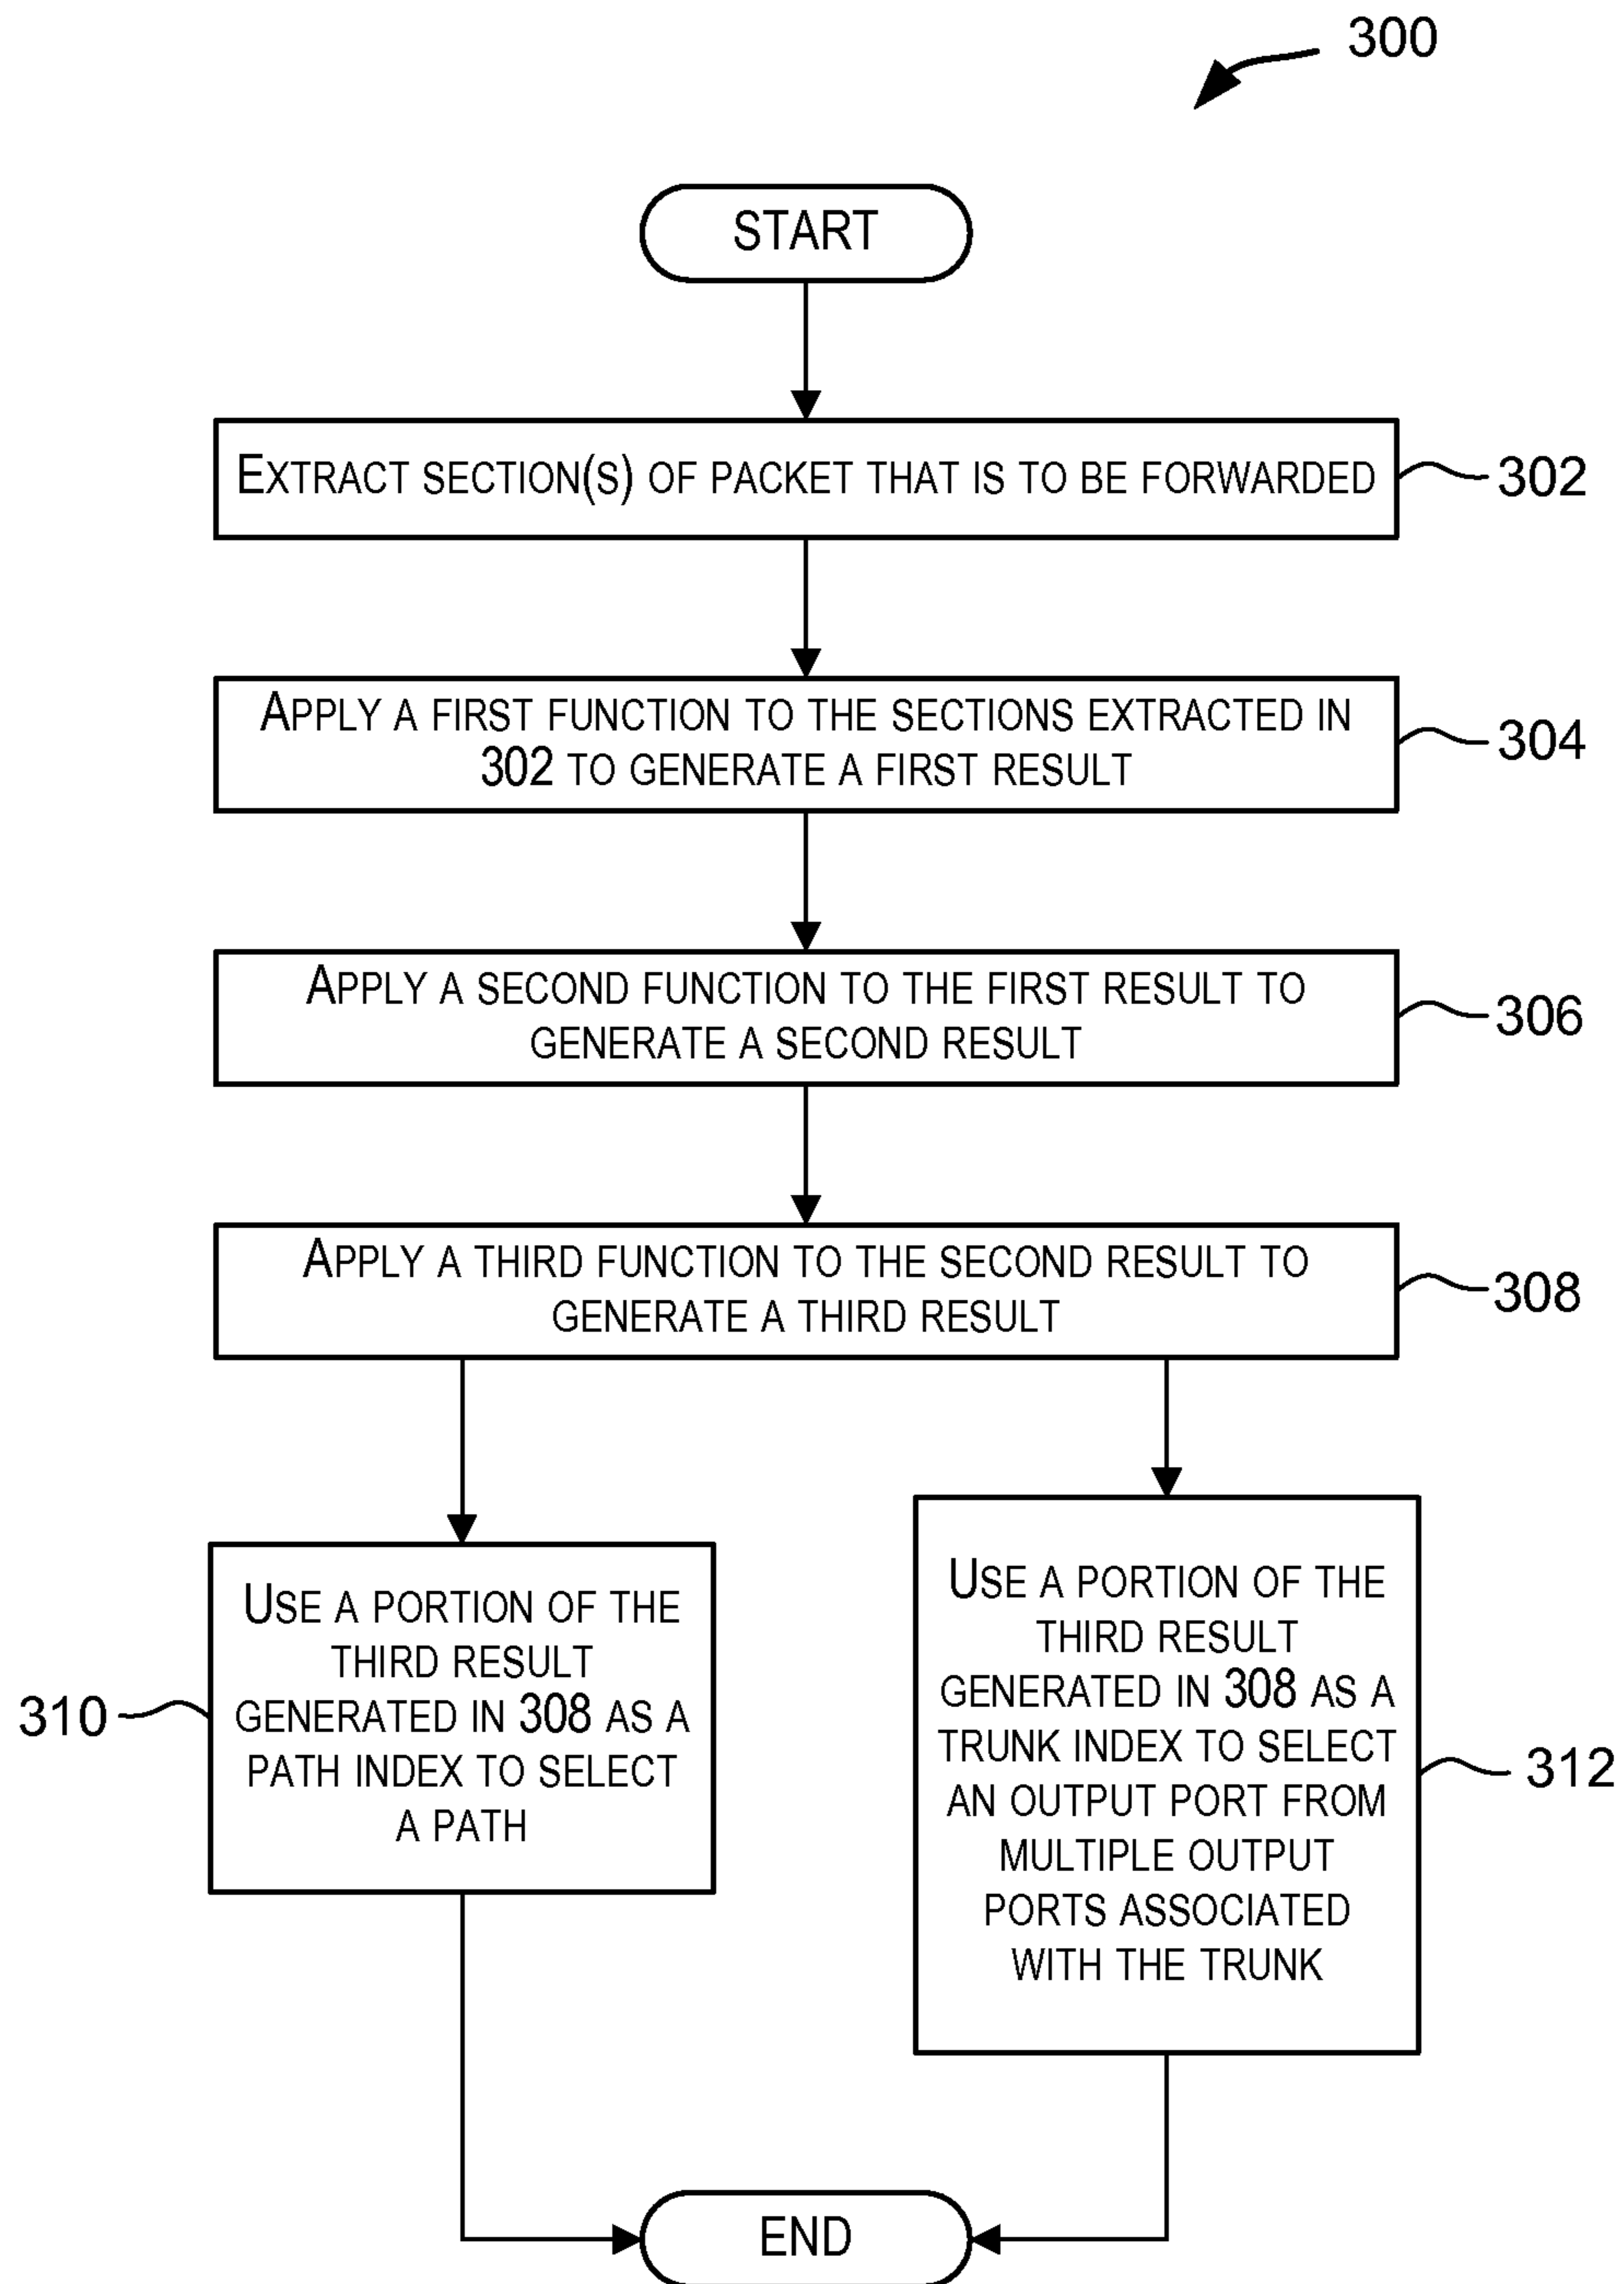 300
START
EXTRACT SECTION(S) OF PACKET THAT IS TO BE FORWARDED
302
APPLY A FIRST FUNCTION TO THE SECTIONS EXTRACTED IN
302 TO GENERATE A FIRST RESULT
304
APPLY A SECOND FUNCTION TO THE FIRST RESULT TO
GENERATE A SECOND RESULT
306
APPLY A THIRD FUNCTION TO THE SECOND RESULT TO
GENERATE A THIRD RESULT
308
USE A PORTION OF THE
THIRD RESULT
GENERATED IN 308 AS A
PATH INDEX TO SELECT
A PATH
310
USE A PORTION OF THE
THIRD RESULT
GENERATED IN 308 AS A
TRUNK INDEX TO SELECT
AN OUTPUT PORT FROM
MULTIPLE OUTPUT
PORTS ASSOCIATED
WITH THE TRUNK
312
END